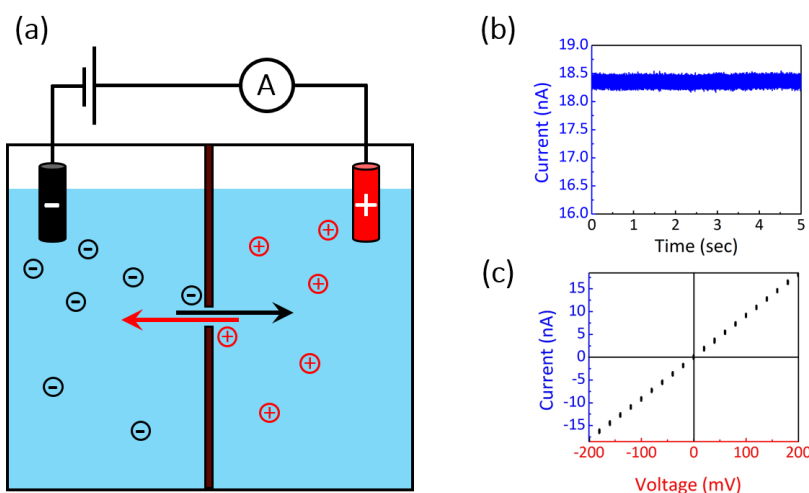 (a)
A
-
+
(b)
19.0
18.5
18.0
17.5
17.0
16.5
16.0
Current (nA)
0 1 2 3 4 5
Time (sec)
(c)
15
10
5
0
-5
-10
-15
Current (nA)
-200 -100 0 100 200
Voltage (mV)